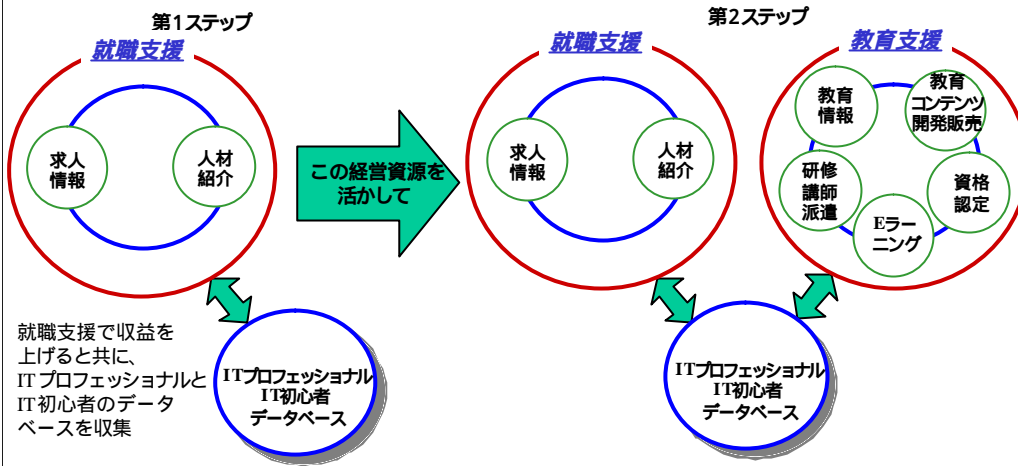 第1ステップ
就職支援
求人
情報
人材
紹介
就職支援で収益を
上げると共に、
ITプロフェッショナルと
IT初心者のデータ
ベースを収集
ITプロフェッショナル
IT初心者
データベース
この経営資源を
活かして
第2ステップ
就職支援
求人
情報
人材
紹介
教育支援
教育
情報
教育
コンテンツ
開発販売
研修
講師
派遣
資格
認定
Eラー
ニング
ITプロフェッショナル
IT初心者
データベース